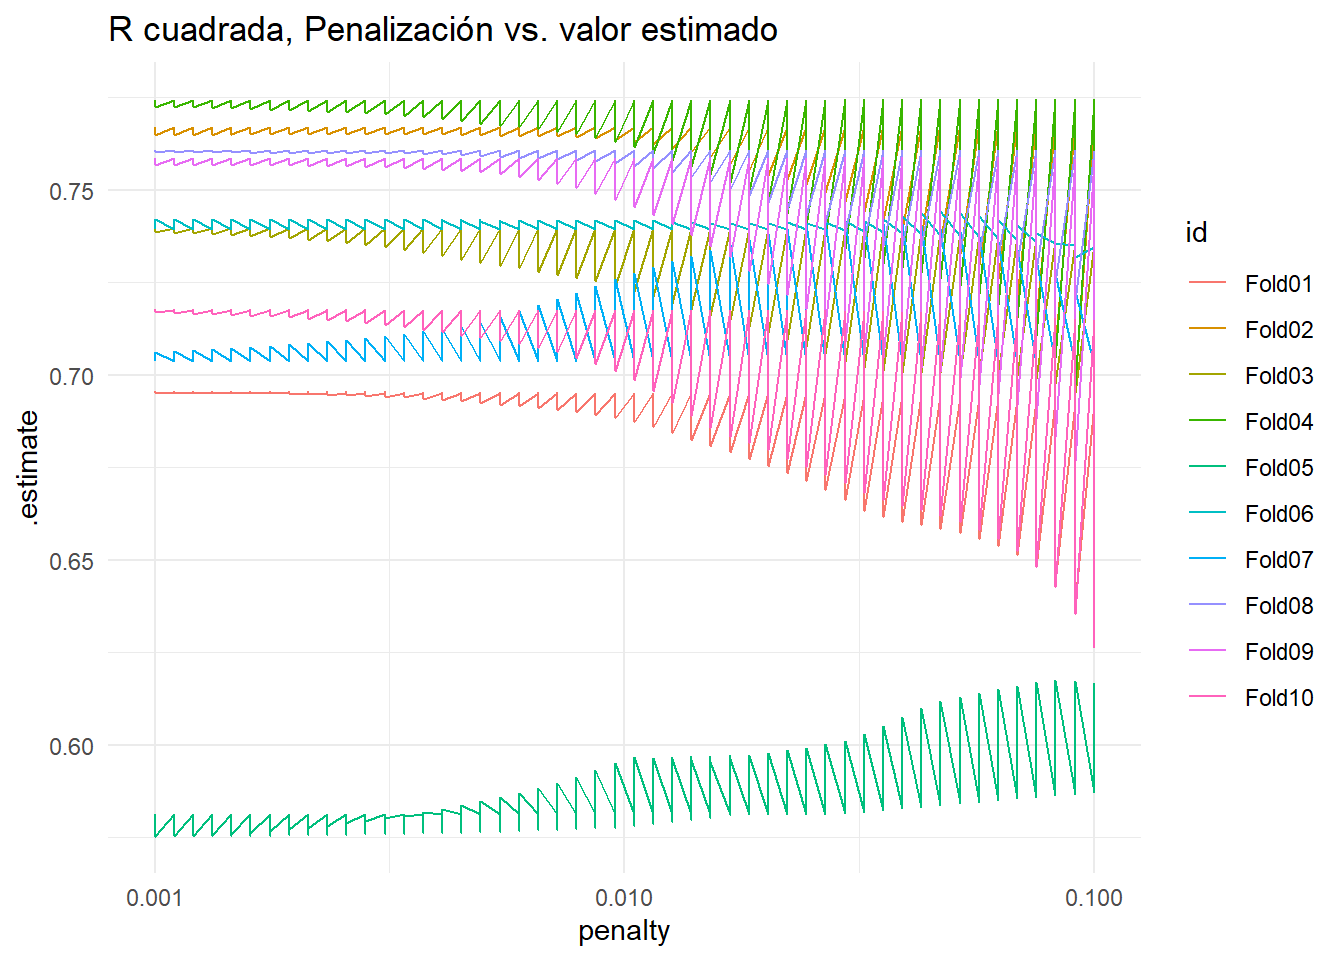 R cuadrada, Penalización vs. valor estimado
.estimate
0.75
0.70
0.65
0.60
0.001
0.010
0.100
penalty
id
Fold01
Fold02
Fold03
Fold04
Fold05
Fold06
Fold07
Fold08
Fold09
Fold10